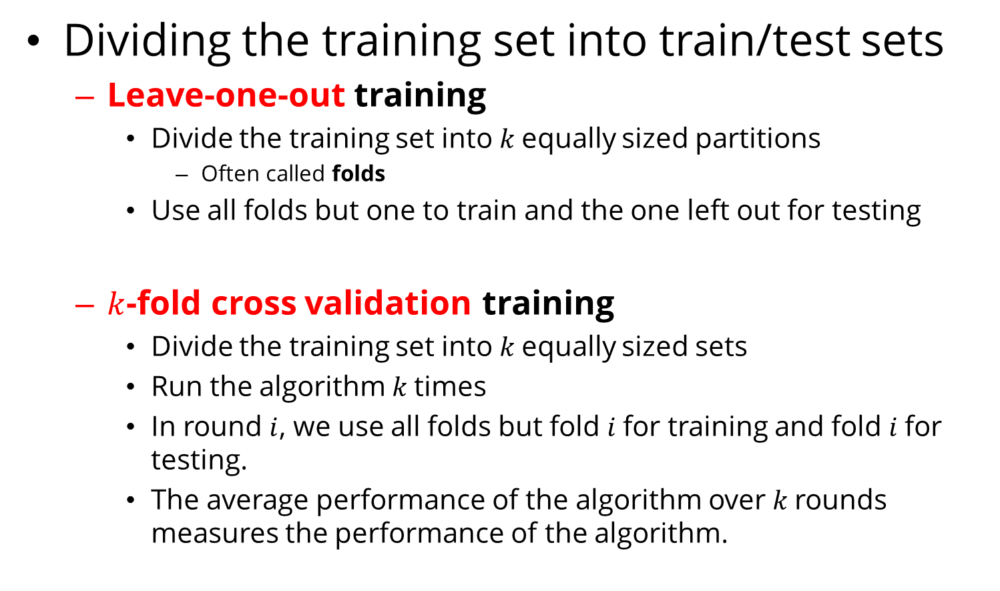 • Dividing the training set into train/test sets
– Leave-one-out training
• Divide the training set into k equally sized partitions
– Often called folds
• Use all folds but one to train and the one left out for testing
– k-fold cross validation training
• Divide the training set into k equally sized sets
• Run the algorithm k times
• In round i, we use all folds but fold i for training and fold i for
testing.
• The average performance of the algorithm over k rounds
measures the performance of the algorithm.